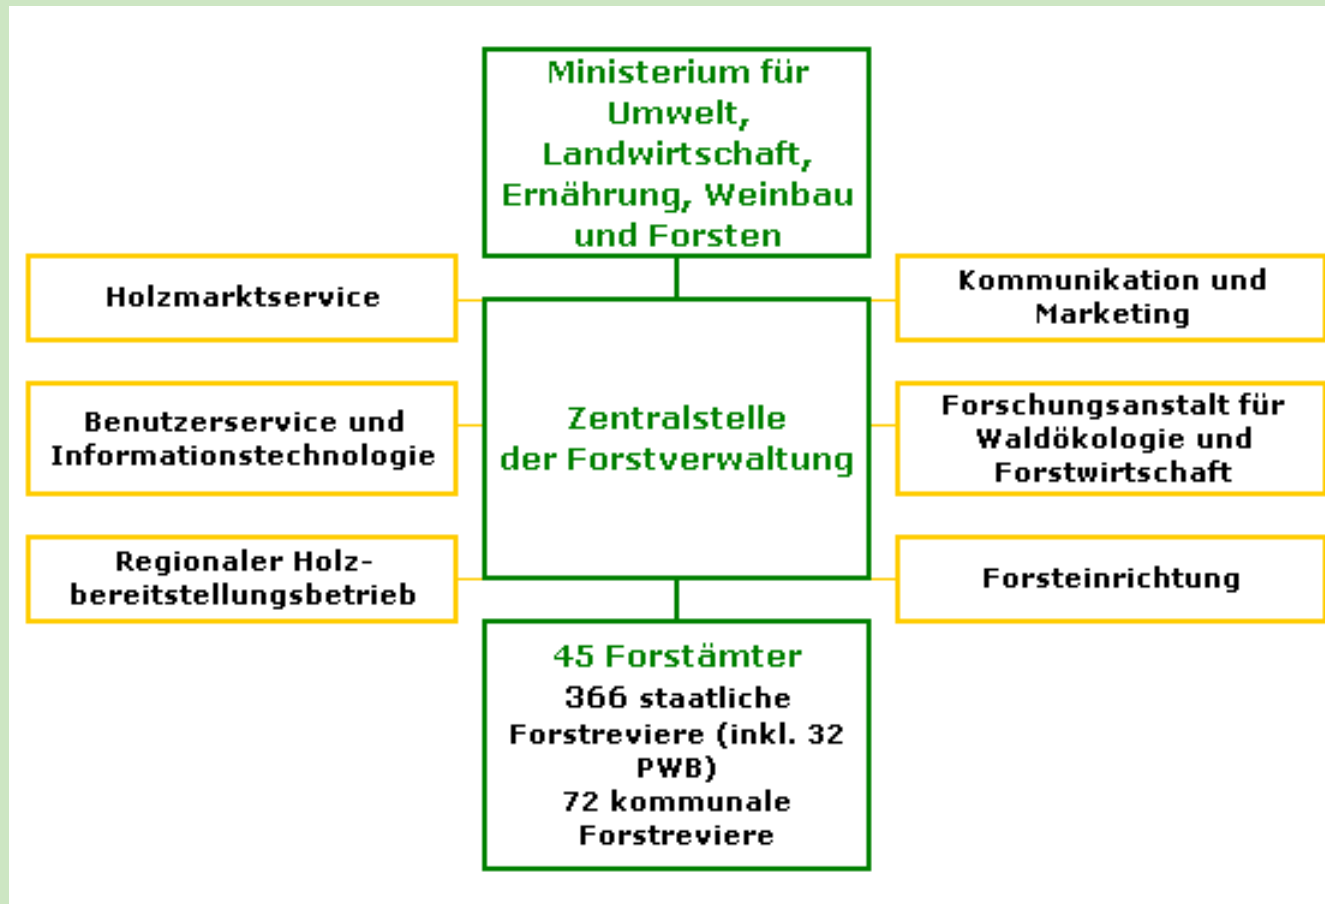 Ministerium für
Umwelt,
Landwirtschaft,
Ernährung, Weinbau
und Forsten
Holzmarktservice
Kommunikation und
Marketing
Benutzerservice und
Informationstechnologie
Zentralstelle
der Forstverwaltung
Forschungsanstalt für
Waldökologie und
Forstwirtschaft
Regionaler Holz-
bereitstellungsbetrieb
Forsteinrichtung
45 Forstämter
366 staatliche
Forstreviere (inkl. 32
PWB)
72 kommunale
Forstreviere